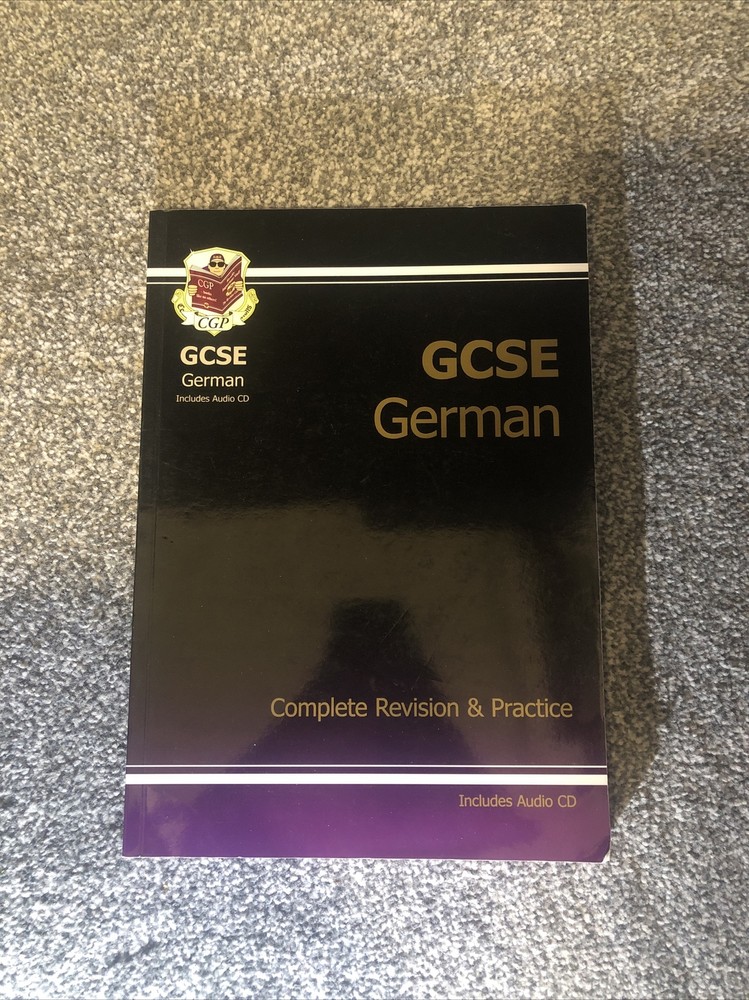 CGP
CGP
GCSE
German
Includes Audio CD
GCSE
German
Complete Revision & Practice
Includes Audio CD